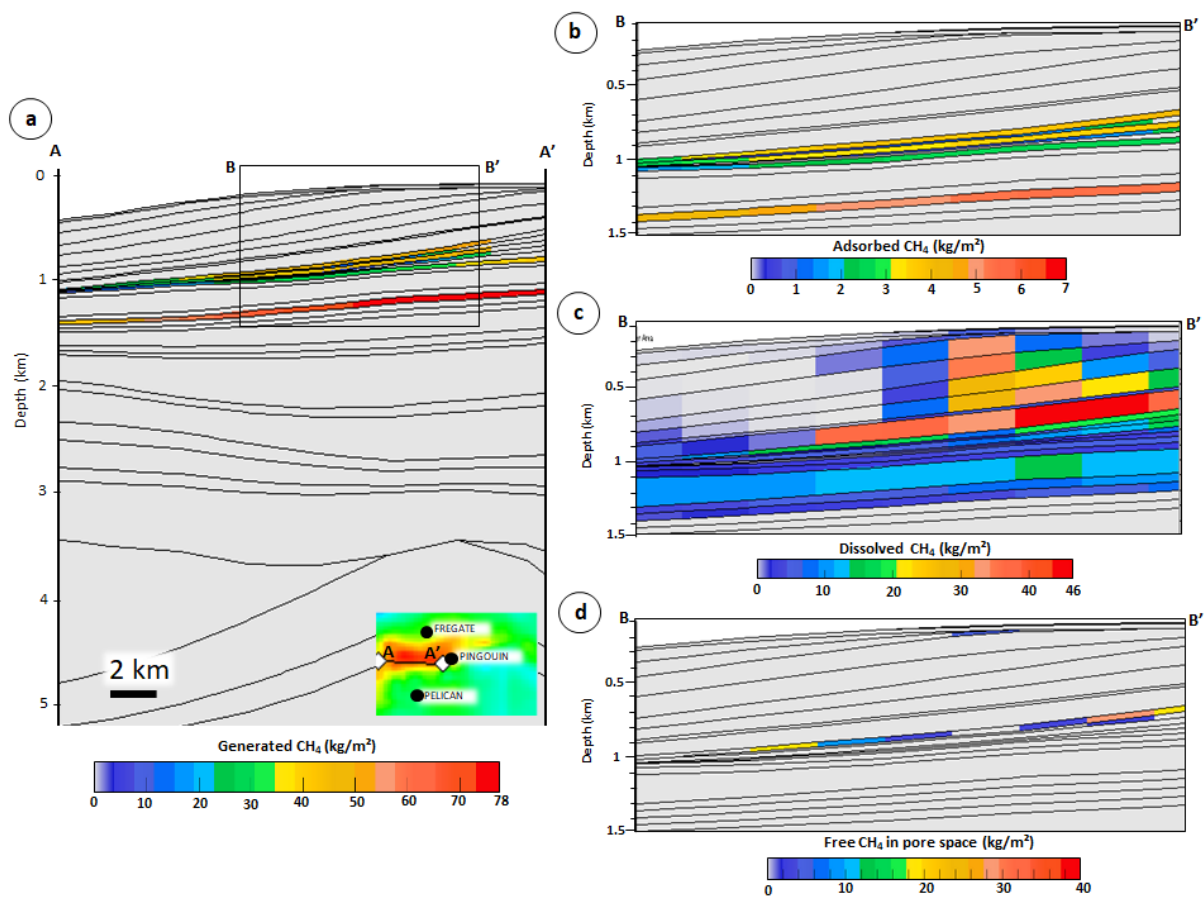 a
A
A’
B
B’
0
1
2
3
4
5
Depth (km)
2 km
FREGATE
A
A’
PINGOUIN
PELICAN
Generated CH₄ (kg/m²)
0 10 20 30 40 50 60 70 78
b
B
B’
0
0.5
1
1.5
Depth (km)
Adsorbed CH₄ (kg/m²)
0 1 2 3 4 5 6 7
c
B
B’
0
0.5
1
1.5
Depth (km)
Dissolved CH₄ (kg/m²)
0 10 20 30 40 46
d
B
B’
0
0.5
1
1.5
Depth (km)
Free CH₄ in pore space (kg/m²)
0 10 20 30 40